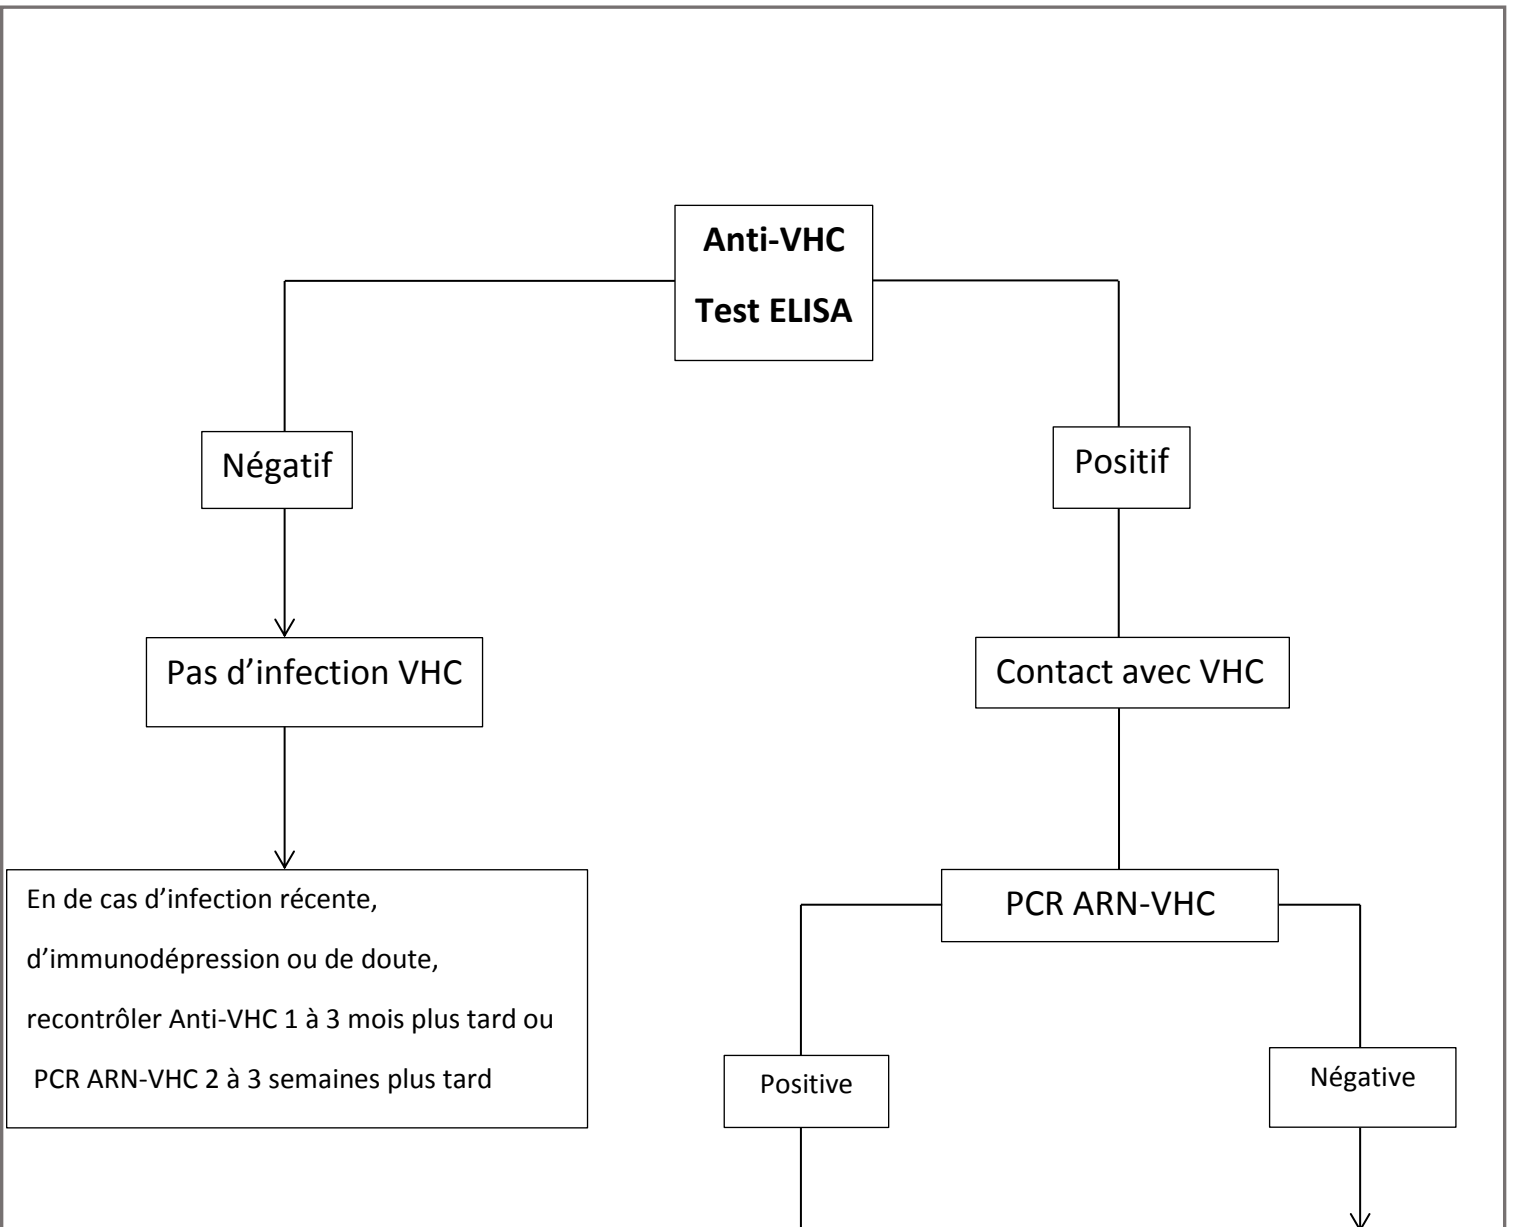 Anti-VHC
Test ELISA
Négatif
Positif
Pas d’infection VHC
Contact avec VHC
En de cas d’infection récente,
d’immunodépression ou de doute,
recontrôler Anti-VHC 1 à 3 mois plus tard ou
PCR ARN-VHC 2 à 3 semaines plus tard
PCR ARN-VHC
Positive
Négative